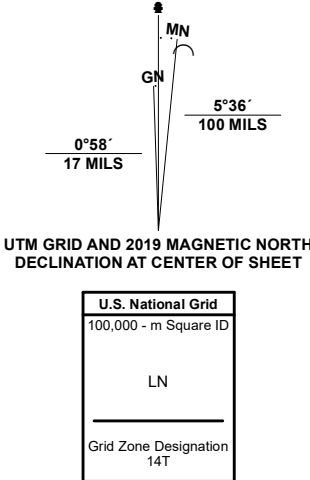 MN
GN
5°36´
100 MILS
0°58´
17 MILS
UTM GRID AND 2019 MAGNETIC NORTH
DECLINATION AT CENTER OF SHEET
U.S. National Grid
100,000 - m Square ID
LN
Grid Zone Designation
14T